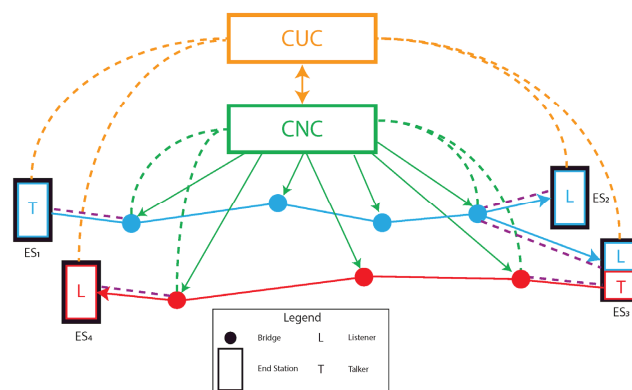 CUC
CNC
T
L
ES₂
ES₁
L
L
T
ES₄
ES₃
Legend
Bridge
L
Listener
End Station
T
Talker